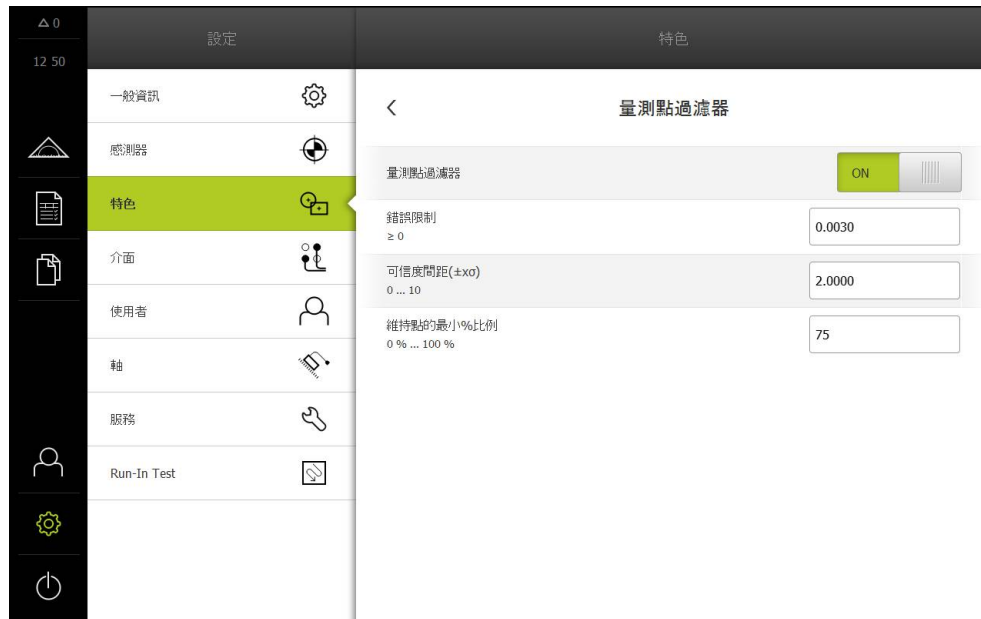 △ 0
12 50
設定
一般資訊
感測器
特色
介面
使用者
軸
服務
Run-In Test
特色
量測點過濾器
量測點過濾器
ON
錯誤限制
≥ 0
0.0030
可信度間距(±xσ)
0 ... 10
2.0000
維持點的最小%比例
0 % ... 100 %
75